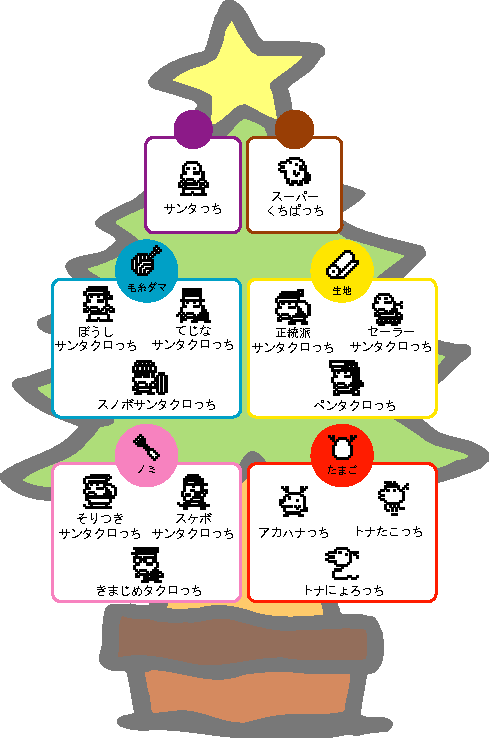 サンタっち
スーパー
くちぱっち
毛糸ダマ
生地
ぼうし
サンタクロっち
てじな
サンタクロっち
正統派
サンタクロっち
セーラー
サンタクロっち
スノボサンタクロっち
ペンタクロっち
ノミ
たまご
そりつき
サンタクロっち
スケボ
サンタクロっち
アカハナっち
トナたこっち
きまじめタクロっち
トナにょろっち